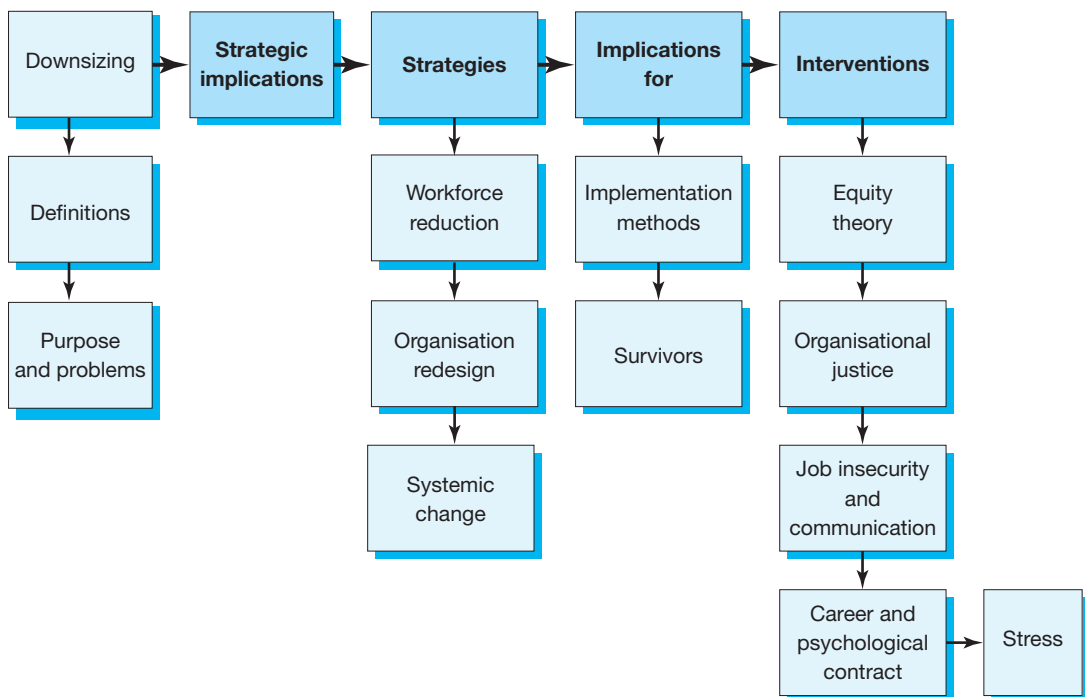 Downsizing
Strategic
implications
Strategies
Implications
for
Interventions
Definitions
Workforce
reduction
Implementation
methods
Equity
theory
Purpose
and problems
Organisation
redesign
Survivors
Organisational
justice
Systemic
change
Job insecurity
and
communication
Career and
psychological
contract
Stress